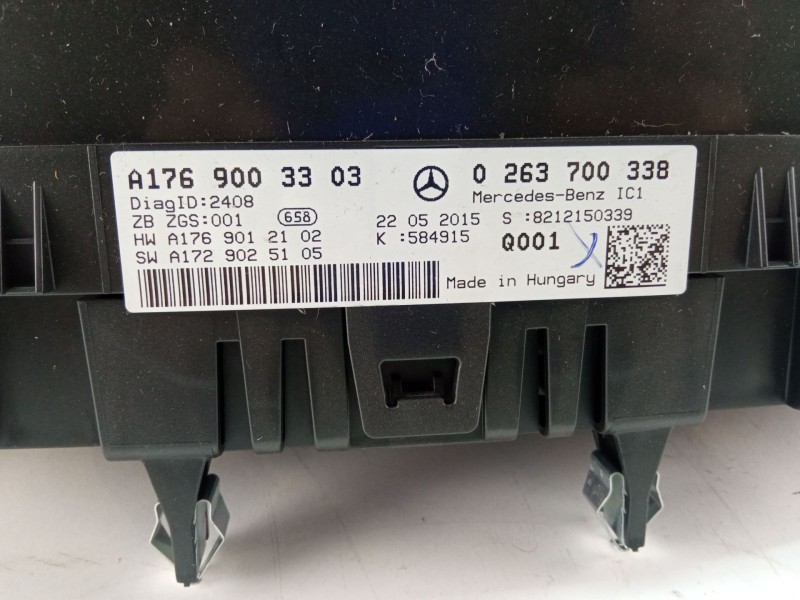 A176 900 33 03 0 263 700 338
DiagID:2408 Mercedes-Benz IC1
ZB ZGS:001 658 22 05 2015 S :8212150339
HW A176 901 21 02 K :584915 Q001
SW A172 902 51 05
Made in Hungary